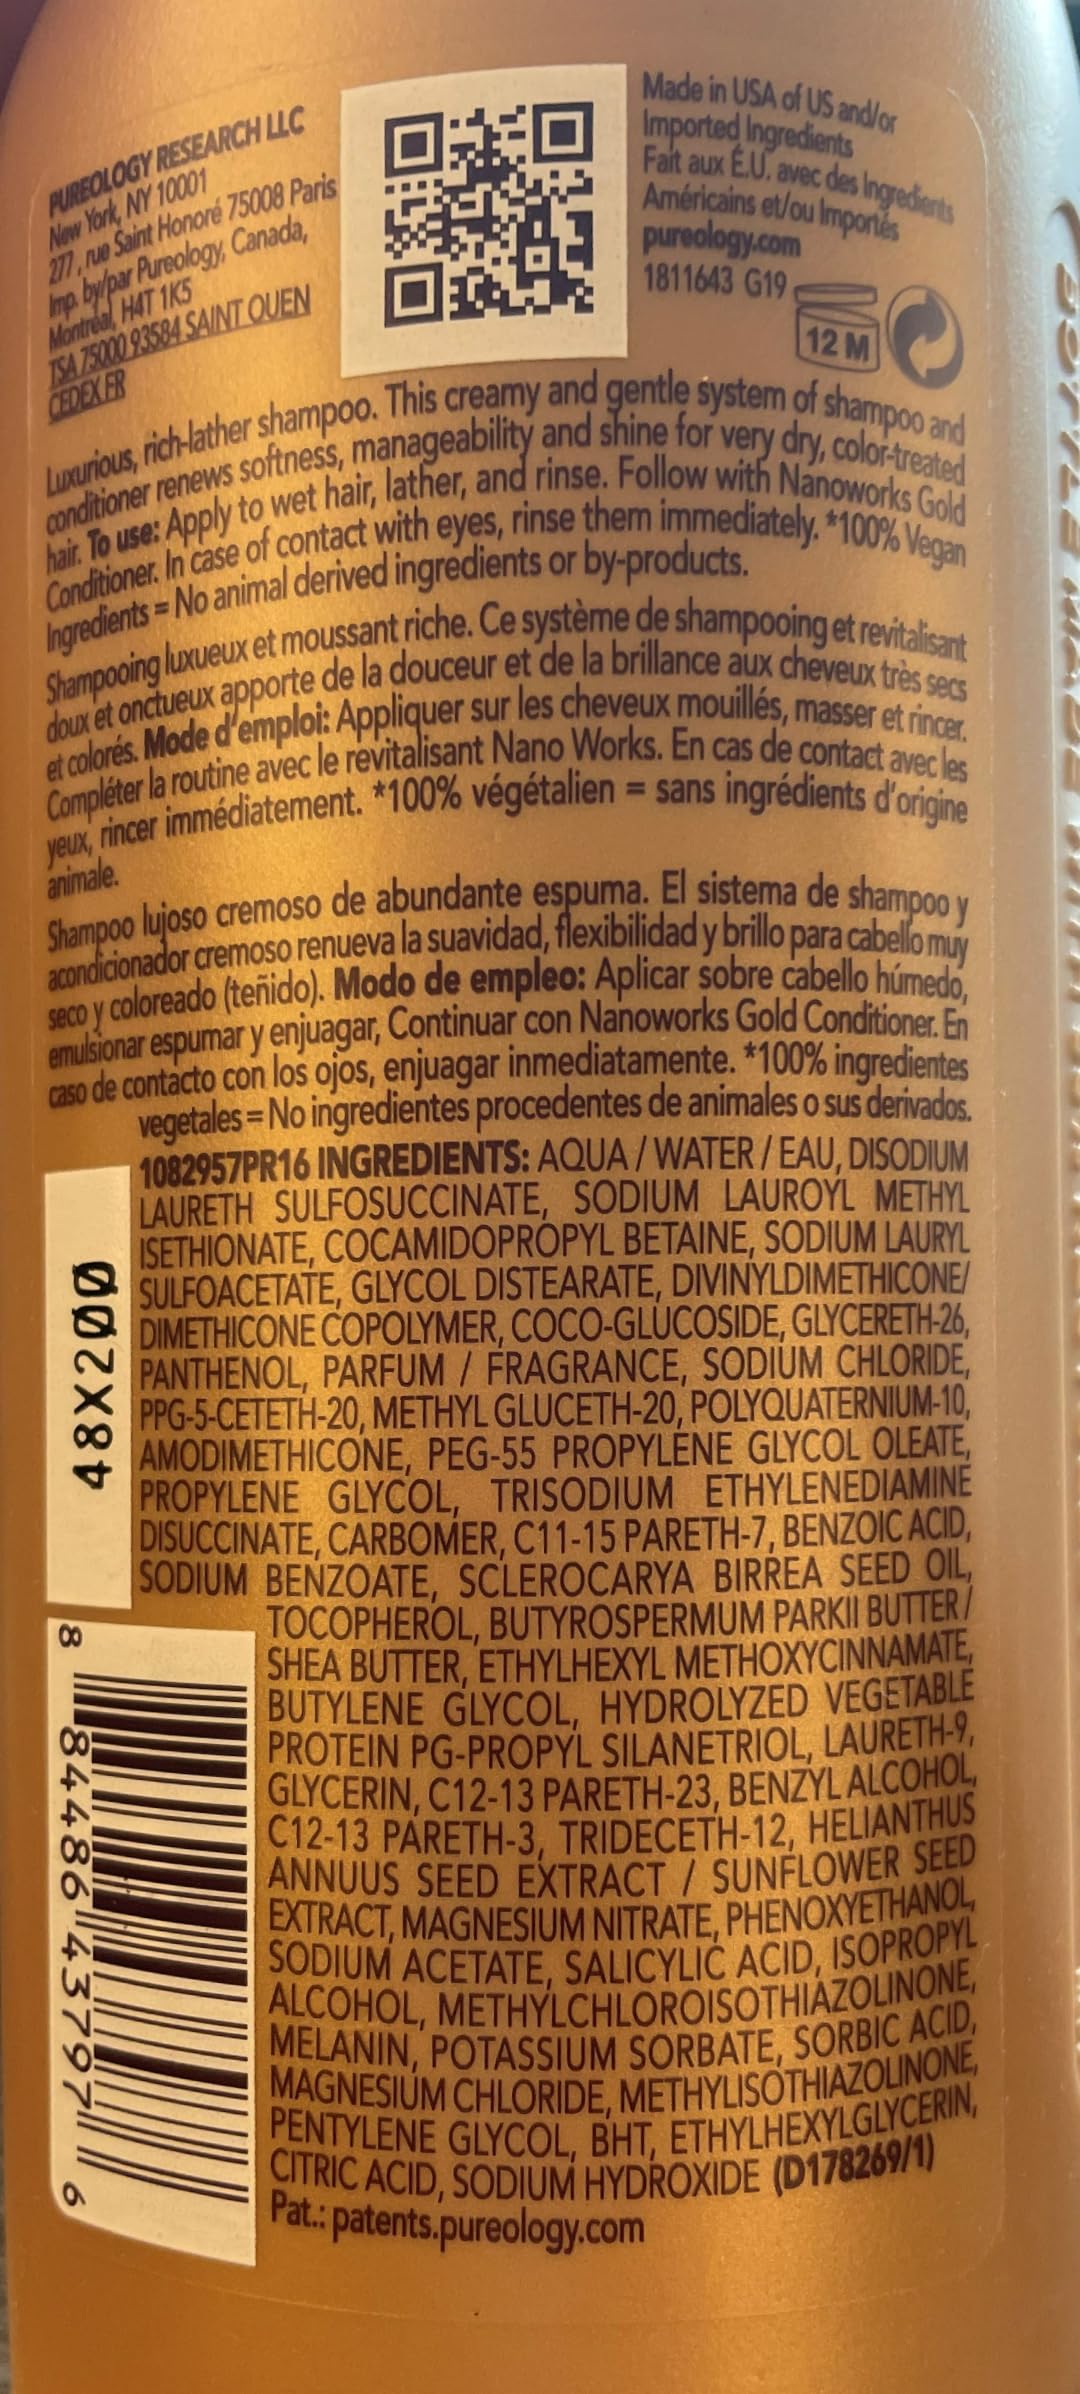 PUREOLOGY RESEARCH LLC
New York, NY 10001
277, rue Saint Honoré 75008 Paris
Imp. by/par Pureology, Canada,
Montréal, H4T 1K5
TSA 75000 93584 SAINT OUEN
CEDEX FR
Made in USA of US and/or
Imported Ingredients
Fait aux É.U. avec des Ingredients
Américains et/ou Importés
pureology.com
1811643 G19
12 M
Luxurious, rich-lather shampoo. This creamy and gentle system of shampoo and
conditioner renews softness, manageability and shine for very dry, color-treated
hair. To use: Apply to wet hair, lather, and rinse. Follow with Nanoworks Gold
Conditioner. In case of contact with eyes, rinse them immediately. *100% Vegan
Ingredients = No animal derived ingredients or by-products.
Shampooing luxueux et moussant riche. Ce système de shampooing et revitalisant
doux et onctueux apporte de la douceur et de la brillance aux cheveux très secs
et colorés. Mode d'emploi: Appliquer sur les cheveux mouillés, masser et rincer.
Compléter la routine avec le revitalisant Nano Works. En cas de contact avec les
yeux, rincer immédiatement. *100% végétalien = sans ingrédients d'origine
animale.
Shampoo lujoso cremoso de abundante espuma. El sistema de shampoo y
acondicionador cremoso renueva la suavidad, flexibilidad y brillo para cabello muy
seco y coloreado (teñido). Modo de empleo: Aplicar sobre cabello húmedo,
emulsionar espumar y enjuagar, Continuar con Nanoworks Gold Conditioner. En
caso de contacto con los ojos, enjuagar inmediatamente. *100% ingredientes
vegetales = No ingredientes procedentes de animales o sus derivados.
1082957PR16 INGREDIENTS: AQUA / WATER / EAU, DISODIUM
LAURETH SULFOSUCCINATE, SODIUM LAUROYL METHYL
ISETHIONATE, COCAMIDOPROPYL BETAINE, SODIUM LAURYL
SULFOACETATE, GLYCOL DISTEARATE, DIVINYLDIMETHICONE/
DIMETHICONE COPOLYMER, COCO-GLUCOSIDE, GLYCERETH-26,
PANTHENOL, PARFUM / FRAGRANCE, SODIUM CHLORIDE,
PPG-5-CETETH-20, METHYL GLUCETH-20, POLYQUATERNIUM-10,
AMODIMETHICONE, PEG-55 PROPYLENE GLYCOL OLEATE,
PROPYLENE GLYCOL, TRISODIUM ETHYLENEDIAMINE
DISUCCINATE, CARBOMER, C11-15 PARETH-7, BENZOIC ACID,
SODIUM BENZOATE, SCLEROCARYA BIRREA SEED OIL,
TOCOPHEROL, BUTYROSPERMUM PARKII BUTTER /
SHEA BUTTER, ETHYLHEXYL METHOXYCINNAMATE,
BUTYLENE GLYCOL, HYDROLYZED VEGETABLE
PROTEIN PG-PROPYL SILANETRIOL, LAURETH-9,
GLYCERIN, C12-13 PARETH-23, BENZYL ALCOHOL,
C12-13 PARETH-3, TRIDECETH-12, HELIANTHUS
ANNUUS SEED EXTRACT / SUNFLOWER SEED
EXTRACT, MAGNESIUM NITRATE, PHENOXYETHANOL,
SODIUM ACETATE, SALICYLIC ACID, ISOPROPYL
ALCOHOL, METHYLCHLOROISOTHIAZOLINONE,
MELANIN, POTASSIUM SORBATE, SORBIC ACID,
MAGNESIUM CHLORIDE, METHYLISOTHIAZOLINONE,
PENTYLENE GLYCOL, BHT, ETHYLHEXYLGLYCERIN,
CITRIC ACID, SODIUM HYDROXIDE (D178269/1)
Pat.: patents.pureology.com
48X200
8 84486 43797 6